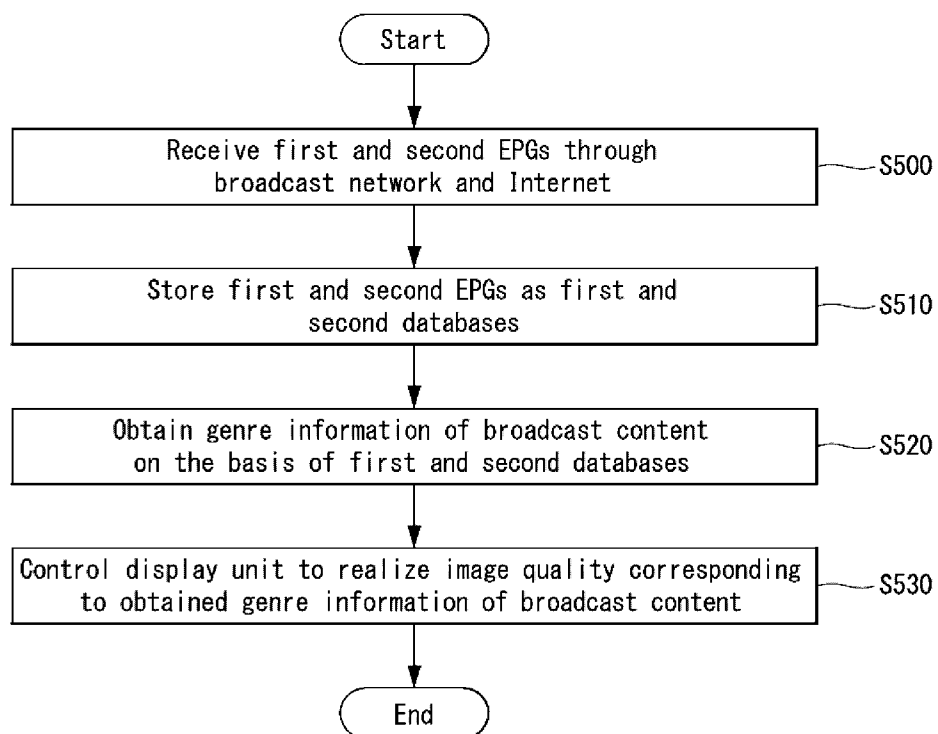 Start
Receive first and second EPGs through
broadcast network and Internet
S500
Store first and second EPGs as first and
second databases
S510
Obtain genre information of broadcast content
on the basis of first and second databases
S520
Control display unit to realize image quality corresponding
to obtained genre information of broadcast content
S530
End